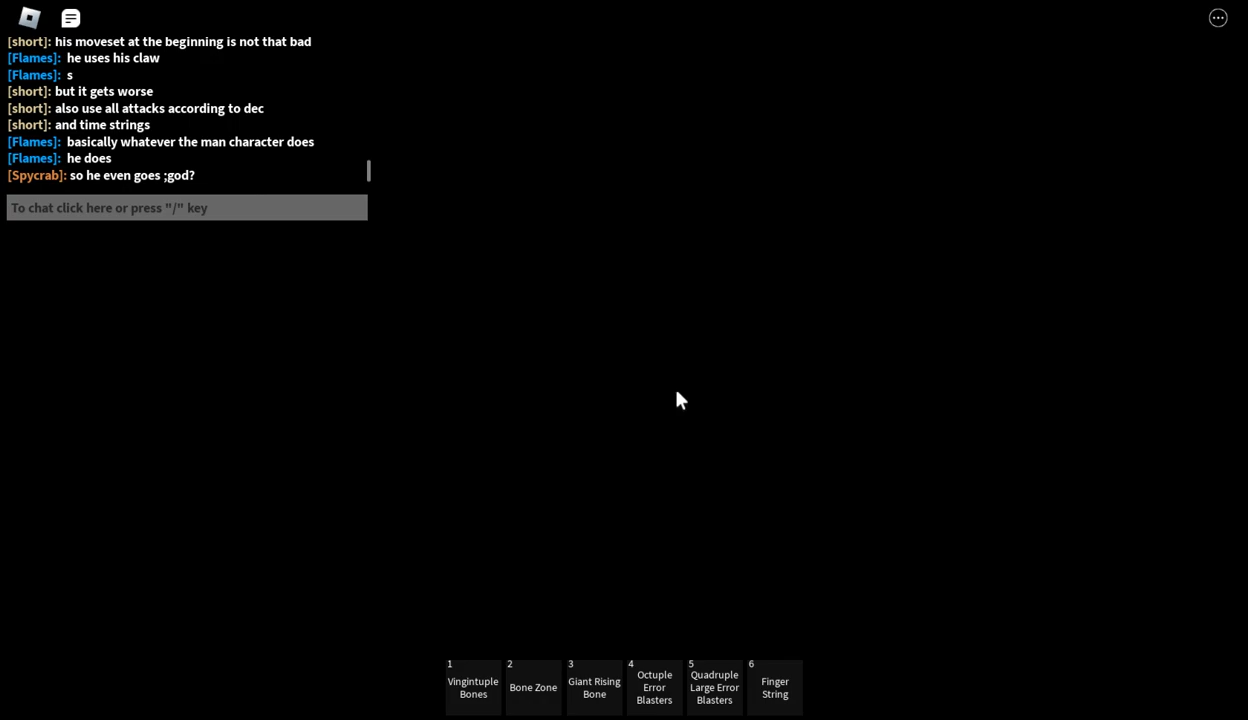 [short]: his moveset at the beginning is not that bad
[Flames]: he uses his claw
[Flames]: s
[short]: but it gets worse
[short]: also use all attacks according to dec
[short]: and time strings
[Flames]: basically whatever the man character does
[Flames]: he does
[Spycrab]: so he even goes ;god?
To chat click here or press "/" key
1
Vingintuple
Bones
2
Bone Zone
3
Giant Rising
Bone
4
Octuple
Error
Blasters
5
Quadruple
Large Error
Blasters
6
Finger
String